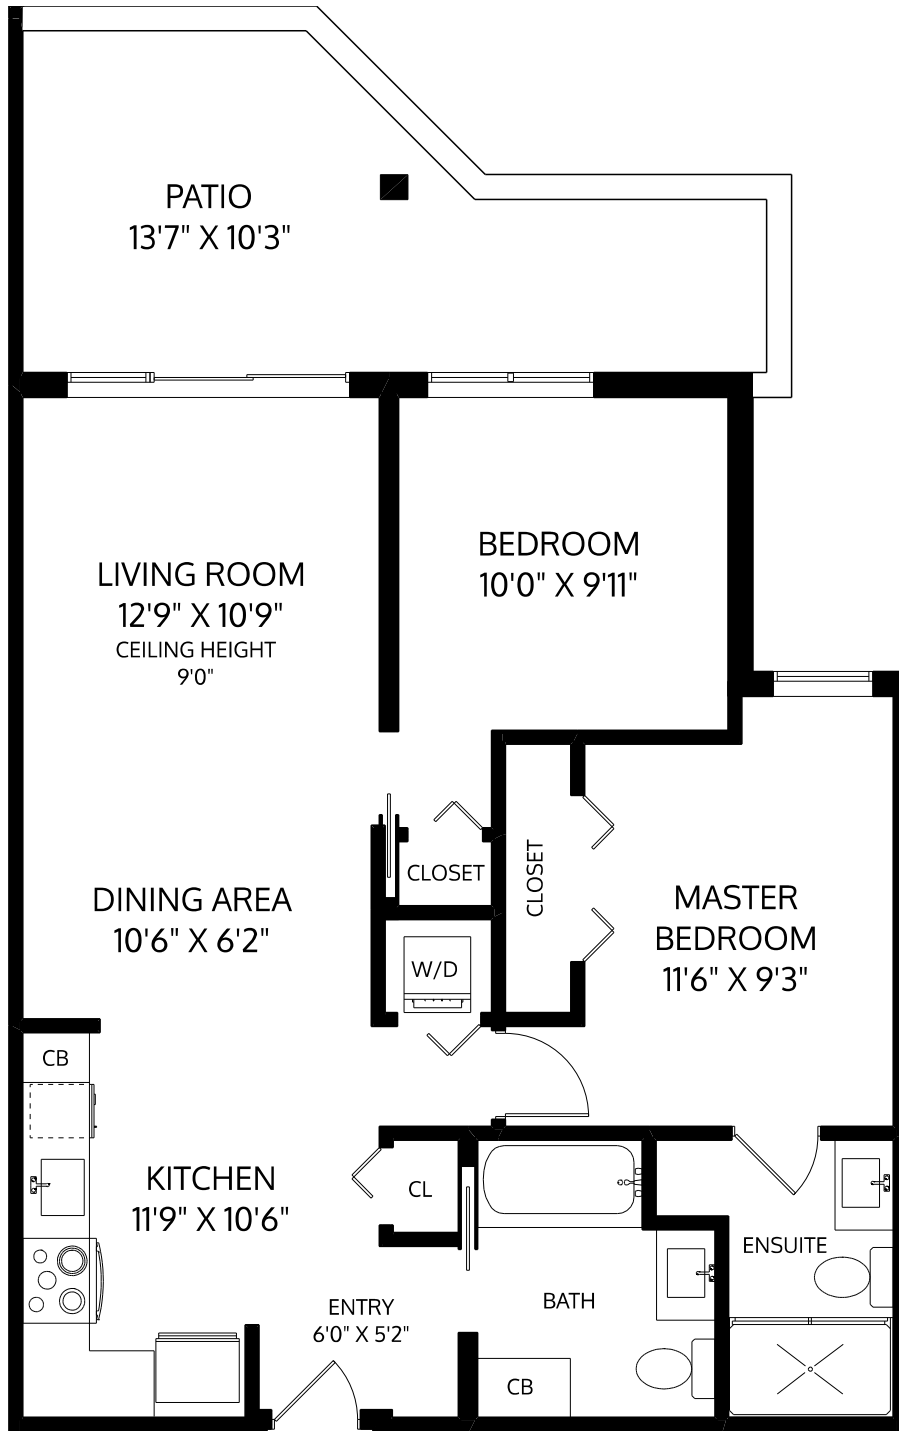 PATIO
13'7" X 10'3"
BEDROOM
10'0" X 9'11"
LIVING ROOM
12'9" X 10'9"
CEILING HEIGHT
9'0"
CLOSET
CLOSET
DINING AREA
10'6" X 6'2"
MASTER
BEDROOM
11'6" X 9'3"
W/D
CB
KITCHEN
11'9" X 10'6"
CL
ENSUITE
ENTRY
6'0" X 5'2"
BATH
CB